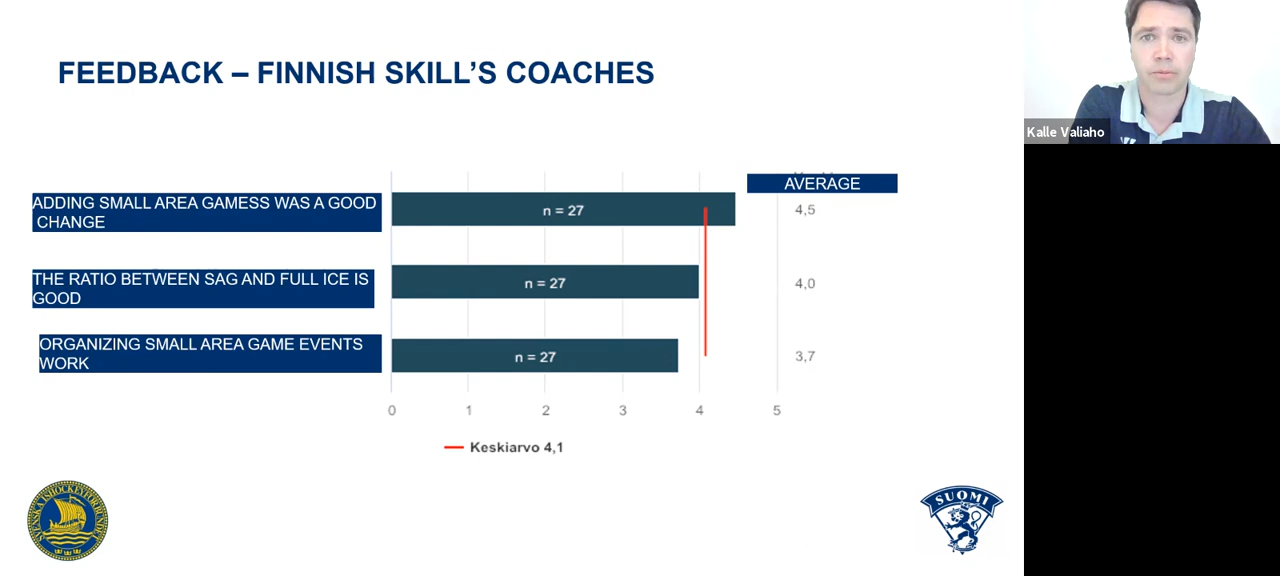 FEEDBACK – FINNISH SKILL'S COACHES
Kalle Valiaho
AVERAGE
ADDING SMALL AREA GAMESS WAS A GOOD
CHANGE
n = 27
4,5
THE RATIO BETWEEN SAG AND FULL ICE IS
GOOD
n = 27
4,0
ORGANIZING SMALL AREA GAME EVENTS
WORK
n = 27
3,7
0 1 2 3 4 5
Keskiarvo 4,1
SVENSKA ISHOCKEYFÖRBUNDET
SUOMI